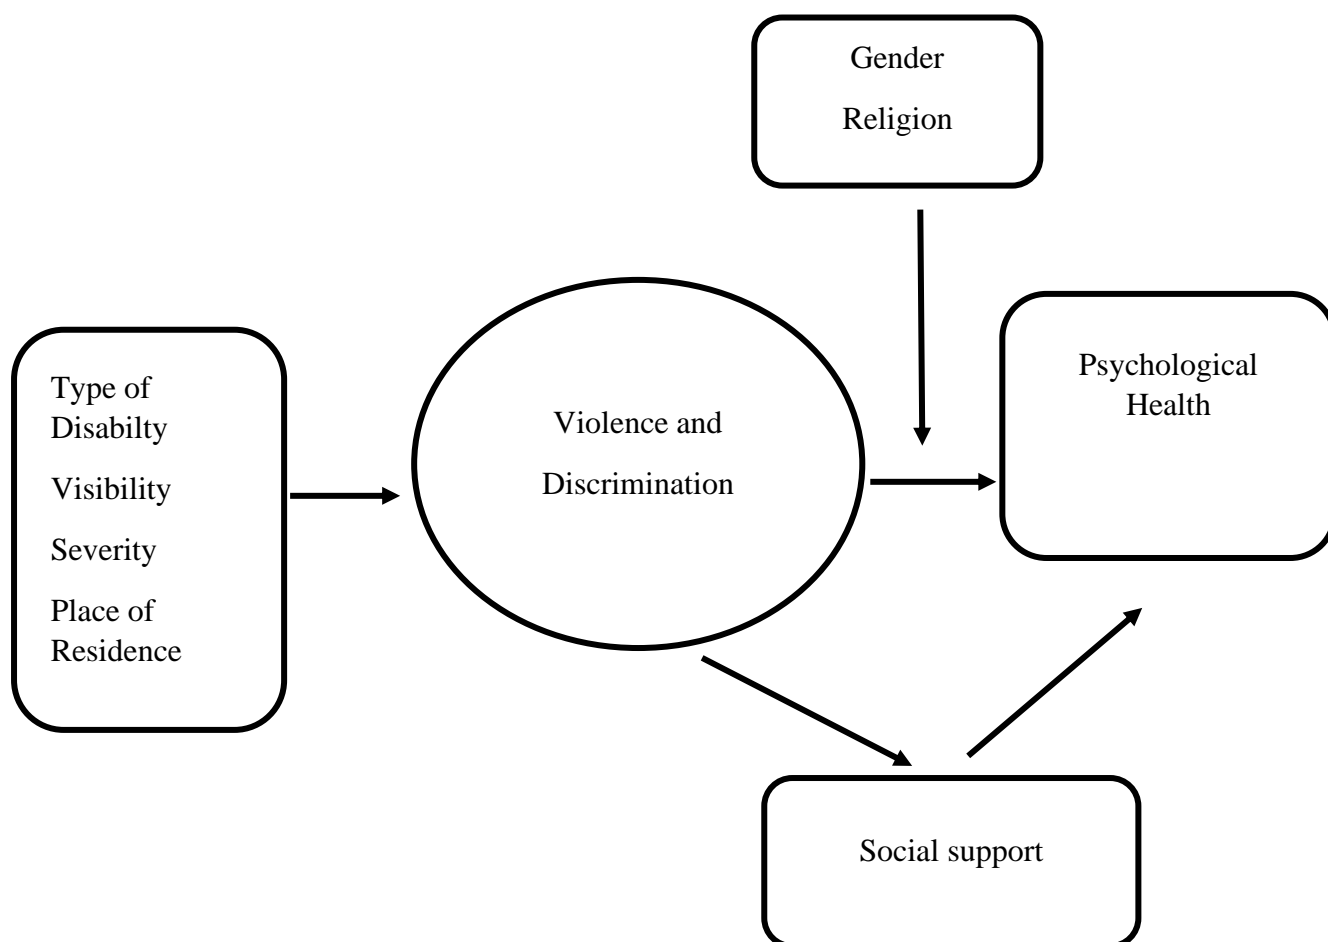 Gender
Religion
Type of
Disabilty
Visibility
Severity
Place of
Residence
Violence and
Discrimination
Psychological
Health
Social support